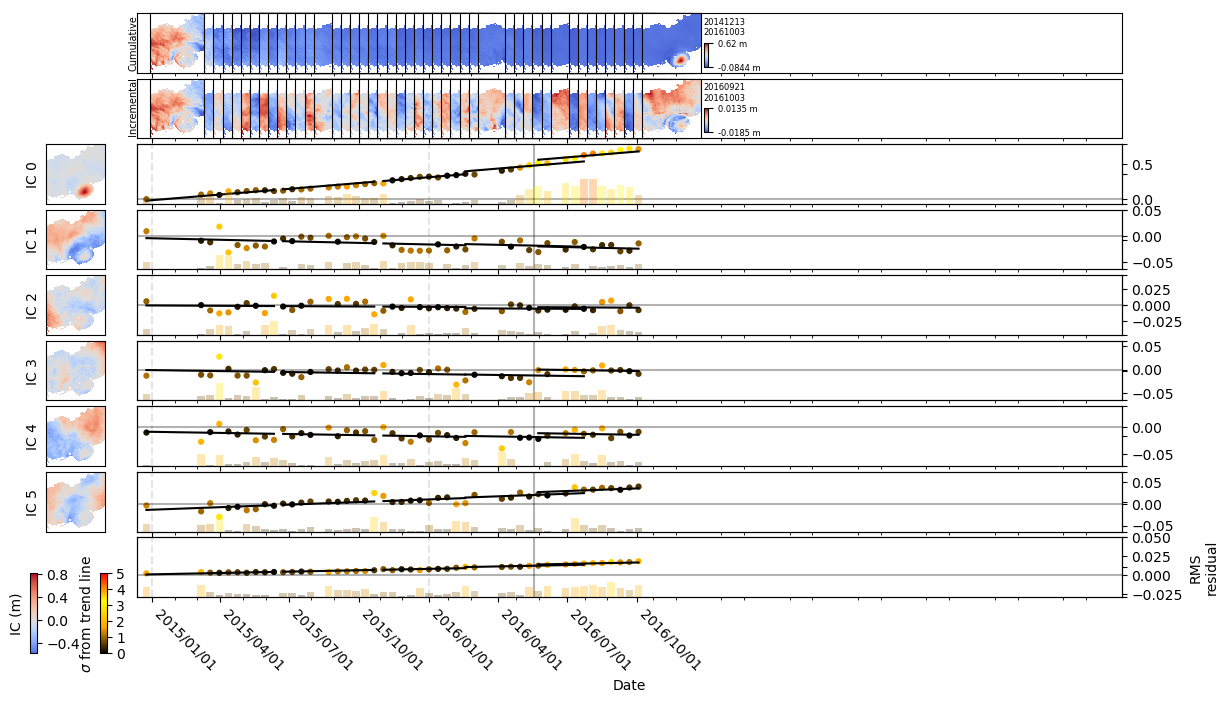 Cumulative
20141213
20161003
0.62 m
-0.0844 m
Incremental
20160921
20161003
0.0135 m
-0.0185 m
IC 0
0.5
0.0
IC 1
0.05
0.00
−0.05
IC 2
0.025
0.000
−0.025
IC 3
0.05
0.00
−0.05
IC 4
0.00
IC 5
0.05
0.00
−0.05
0.050
0.025
0.000
−0.025
RMS
residual
IC (m)
0.8
0.4
0.0
−0.4
σ from trend line
5
4
3
2
1
0
2015/01/01
2015/04/01
2015/07/01
2015/10/01
2016/01/01
2016/04/01
2016/07/01
2016/10/01
Date